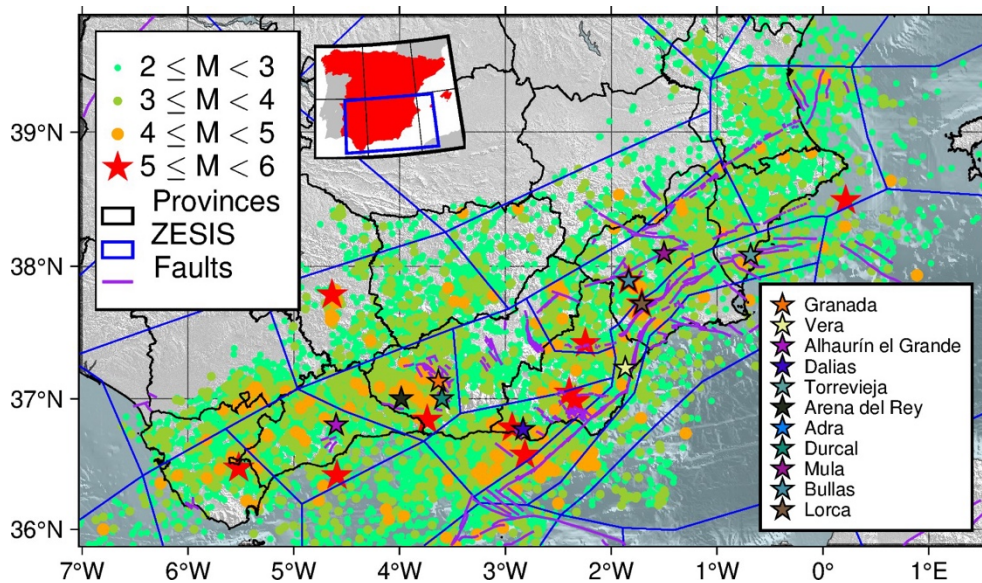 2 ≤ M < 3
3 ≤ M < 4
4 ≤ M < 5
5 ≤ M < 6
Provinces
ZESIS
Faults
39°N
38°N
37°N
36°N
Granada
Vera
Alhaurín el Grande
Dalias
Torrevieja
Arena del Rey
Adra
Durcal
Mula
Bullas
Lorca
7°W 6°W 5°W 4°W 3°W 2°W 1°W 0° 1°E